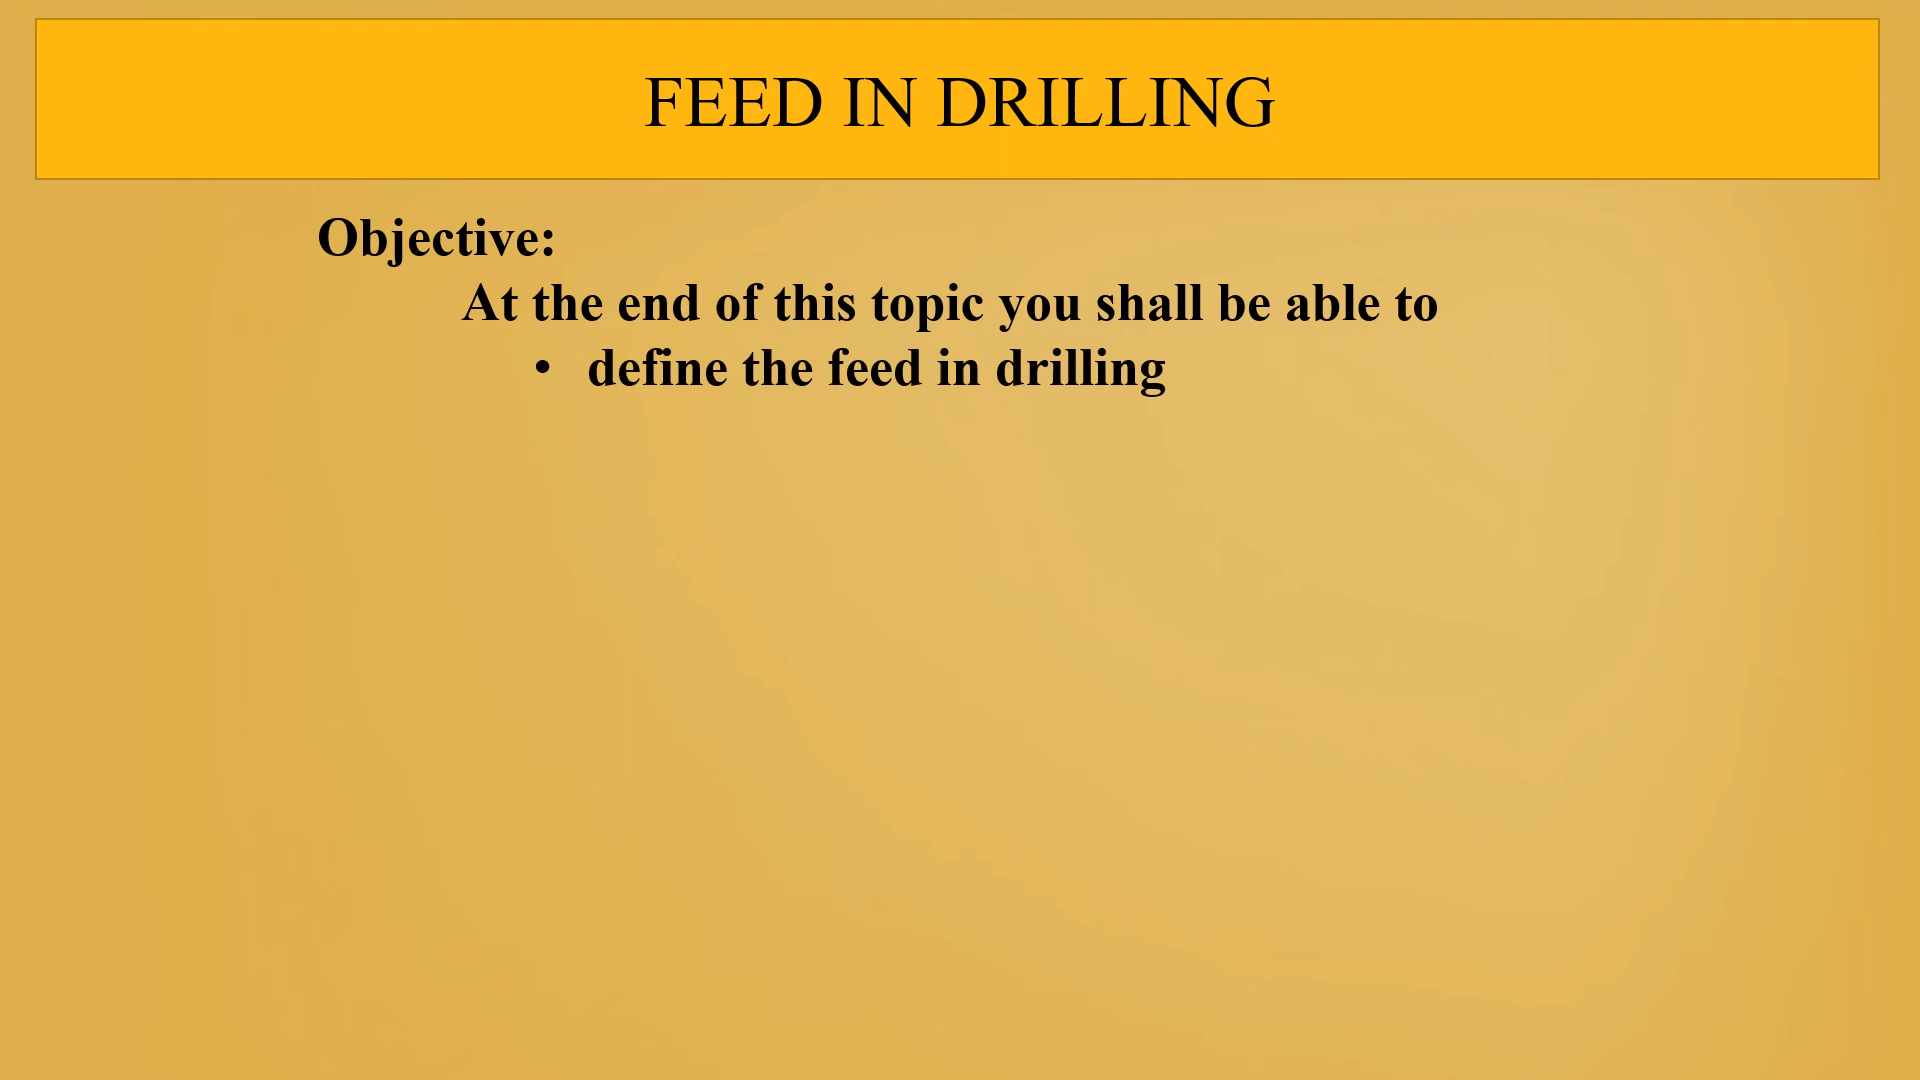 FEED IN DRILLING
Objective:
At the end of this topic you shall be able to
• define the feed in drilling